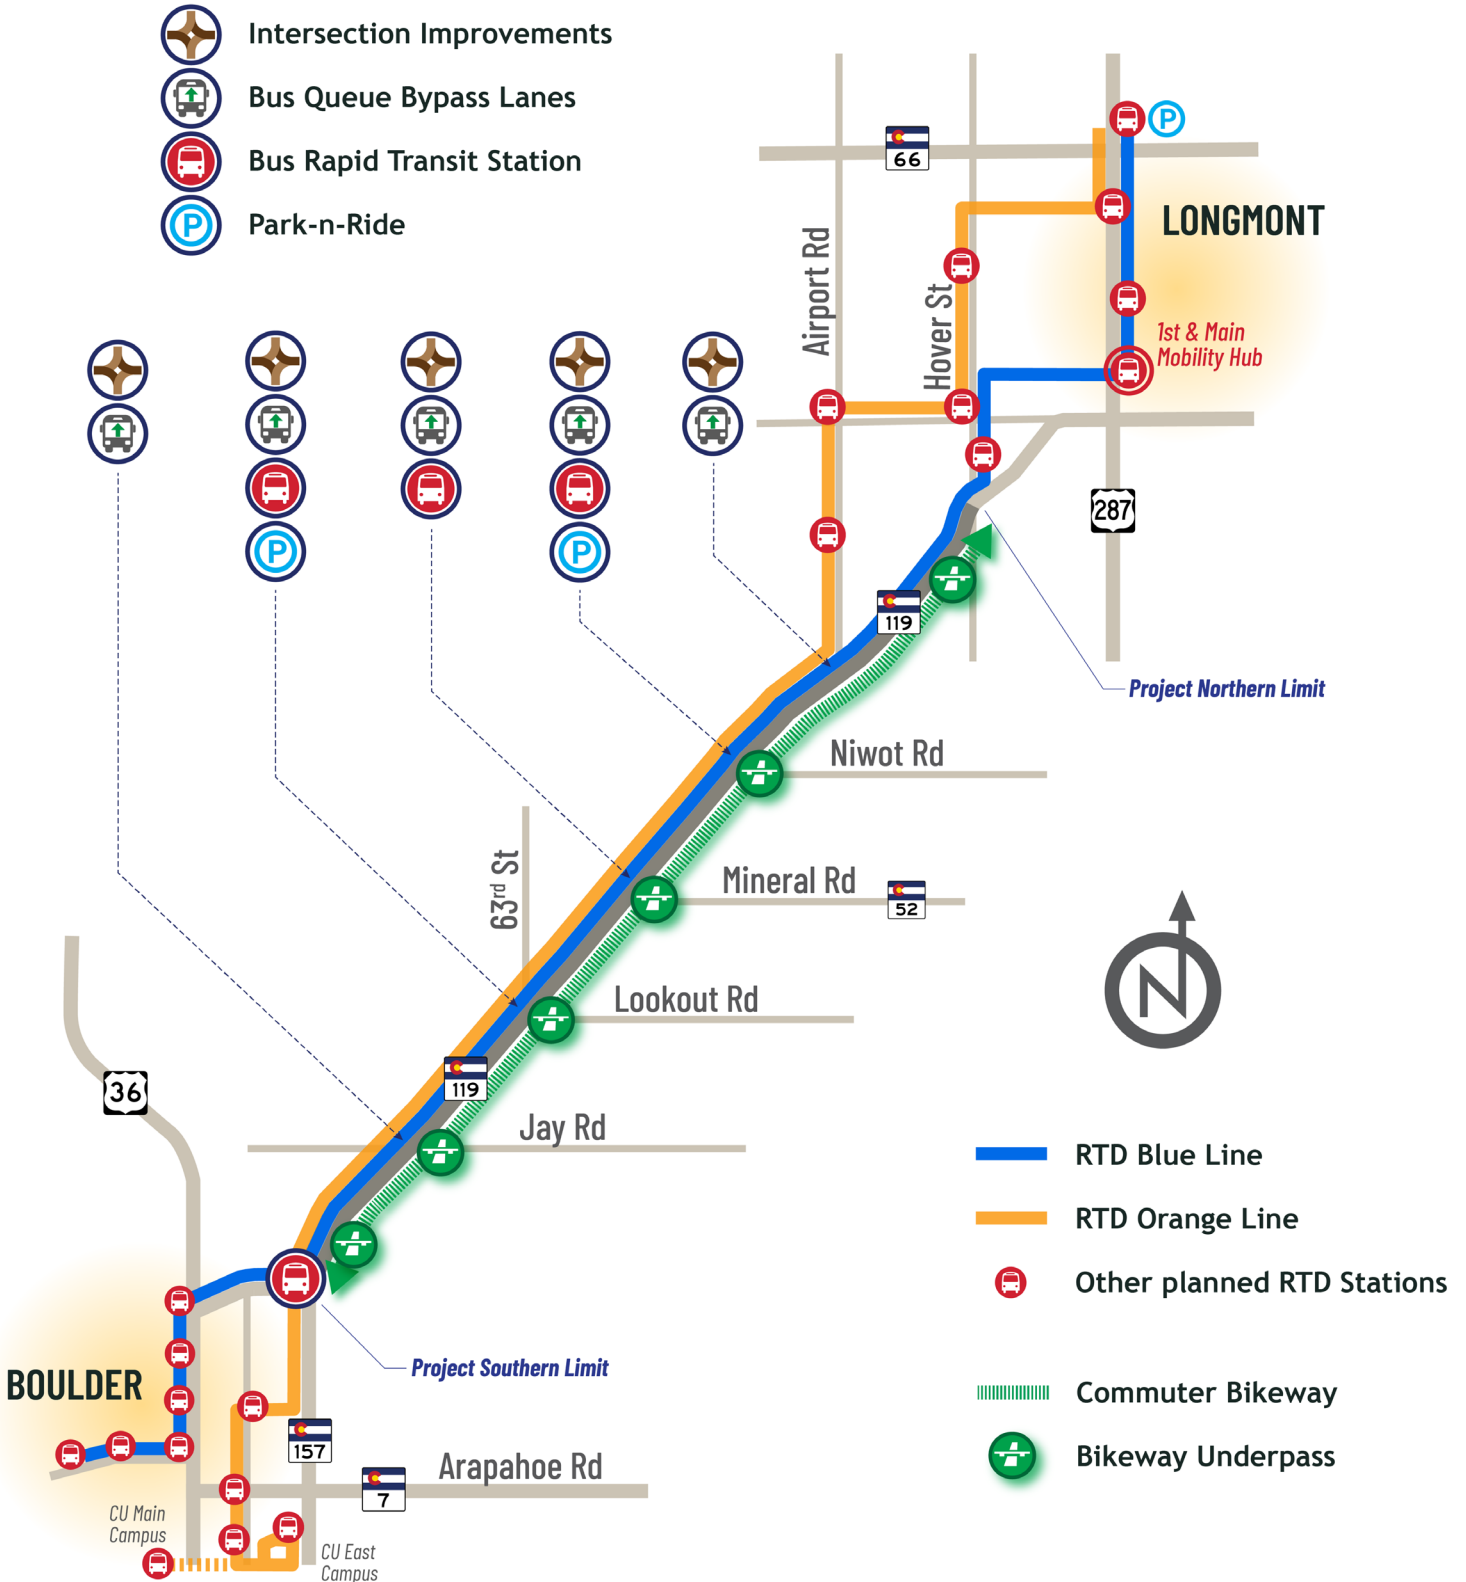 Intersection Improvements
Bus Queue Bypass Lanes
Bus Rapid Transit Station
P
Park-n-Ride
P
66
LONGMONT
Airport Rd
Hover St
1st & Main
Mobility Hub
287
P
P
119
Project Northern Limit
Niwot Rd
Mineral Rd
52
63rd St
Lookout Rd
N
36
119
Jay Rd
RTD Blue Line
RTD Orange Line
Other planned RTD Stations
Project Southern Limit
BOULDER
Commuter Bikeway
157
Bikeway Underpass
Arapahoe Rd
7
CU Main
Campus
CU East
Campus